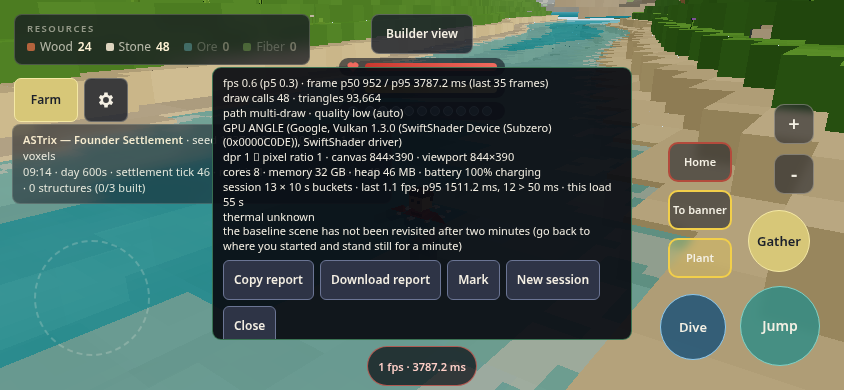 RESOURCES
Wood 24 Stone 48 Ore 0 Fiber 0
Builder view
Farm
ASTrix — Founder Settlement · see
voxels
09:14 · day 600s · settlement tick 46
· 0 structures (0/3 built)
fps 0.6 (p5 0.3) · frame p50 952 / p95 3787.2 ms (last 35 frames)
draw calls 48 · triangles 93,664
path multi-draw · quality low (auto)
GPU ANGLE (Google, Vulkan 1.3.0 (SwiftShader Device (Subzero)
(0x0000C0DE)), SwiftShader driver)
dpr 1 pixel ratio 1 · canvas 844×390 · viewport 844×390
cores 8 · memory 32 GB · heap 46 MB · battery 100% charging
session 13 × 10 s buckets · last 1.1 fps, p95 1511.2 ms, 12 > 50 ms · this load
55 s
thermal unknown
the baseline scene has not been revisited after two minutes (go back to
where you started and stand still for a minute)
Copy report
Download report
Mark
New session
Close
1 fps · 3787.2 ms
+
-
Home
To banner
Plant
Gather
Dive
Jump